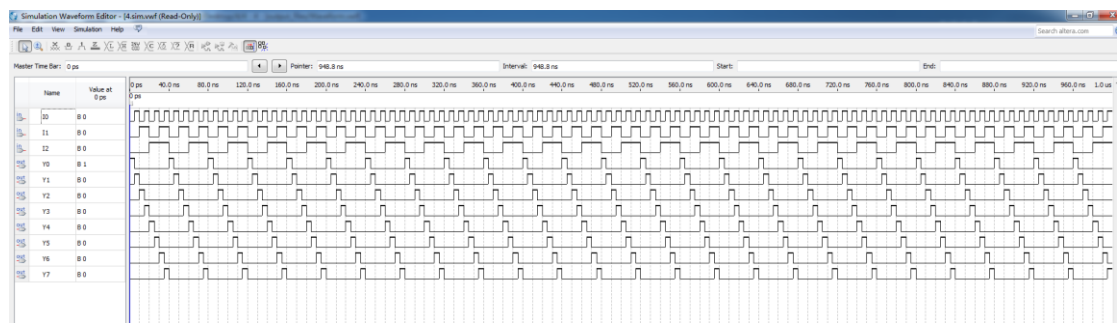 Simulation Waveform Editor - [4.sim.vwf (Read-Only)]
File Edit View Simulation Help
Search altera.com
Master Time Bar: 0 ps
Pointer: 948.8 ns
Interval: 948.8 ns
Start:
End:
Name
Value at
0 ps
0 ps 40.0 ns 80.0 ns 120.0 ns 160.0 ns 200.0 ns 240.0 ns 280.0 ns 320.0 ns 360.0 ns 400.0 ns 440.0 ns 480.0 ns 520.0 ns 560.0 ns 600.0 ns 640.0 ns 680.0 ns 720.0 ns 760.0 ns 800.0 ns 840.0 ns 880.0 ns 920.0 ns 960.0 ns 1.0 us
0 ps
I0 B 0
I1 B 0
I2 B 0
Y0 B 1
Y1 B 0
Y2 B 0
Y3 B 0
Y4 B 0
Y5 B 0
Y6 B 0
Y7 B 0